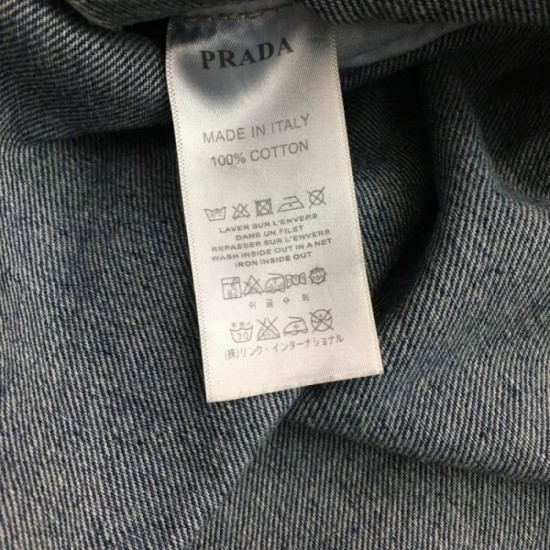 PRADA
MADE IN ITALY
100% COTTON
LAVER SUR L'ENVERS
DANS UN FILET
REPASSER SUR L'ENVERS
WASH INSIDE OUT IN A NET
IRON INSIDE OUT
30
(株)リンク・インターナショナル